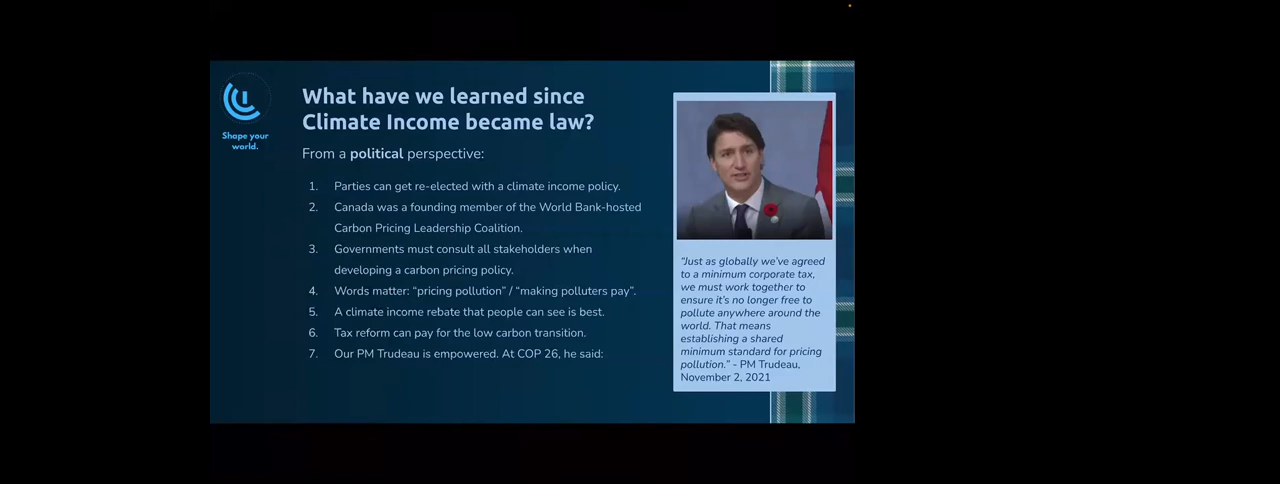 Shape your
world.
What have we learned since
Climate Income became law?
From a political perspective:
1. Parties can get re-elected with a climate income policy.
2. Canada was a founding member of the World Bank-hosted
Carbon Pricing Leadership Coalition.
3. Governments must consult all stakeholders when
developing a carbon pricing policy.
4. Words matter: “pricing pollution” / “making polluters pay”.
5. A climate income rebate that people can see is best.
6. Tax reform can pay for the low carbon transition.
7. Our PM Trudeau is empowered. At COP 26, he said:
“Just as globally we’ve agreed
to a minimum corporate tax,
we must work together to
ensure it’s no longer free to
pollute anywhere around the
world. That means
establishing a shared
minimum standard for pricing
pollution.” - PM Trudeau,
November 2, 2021